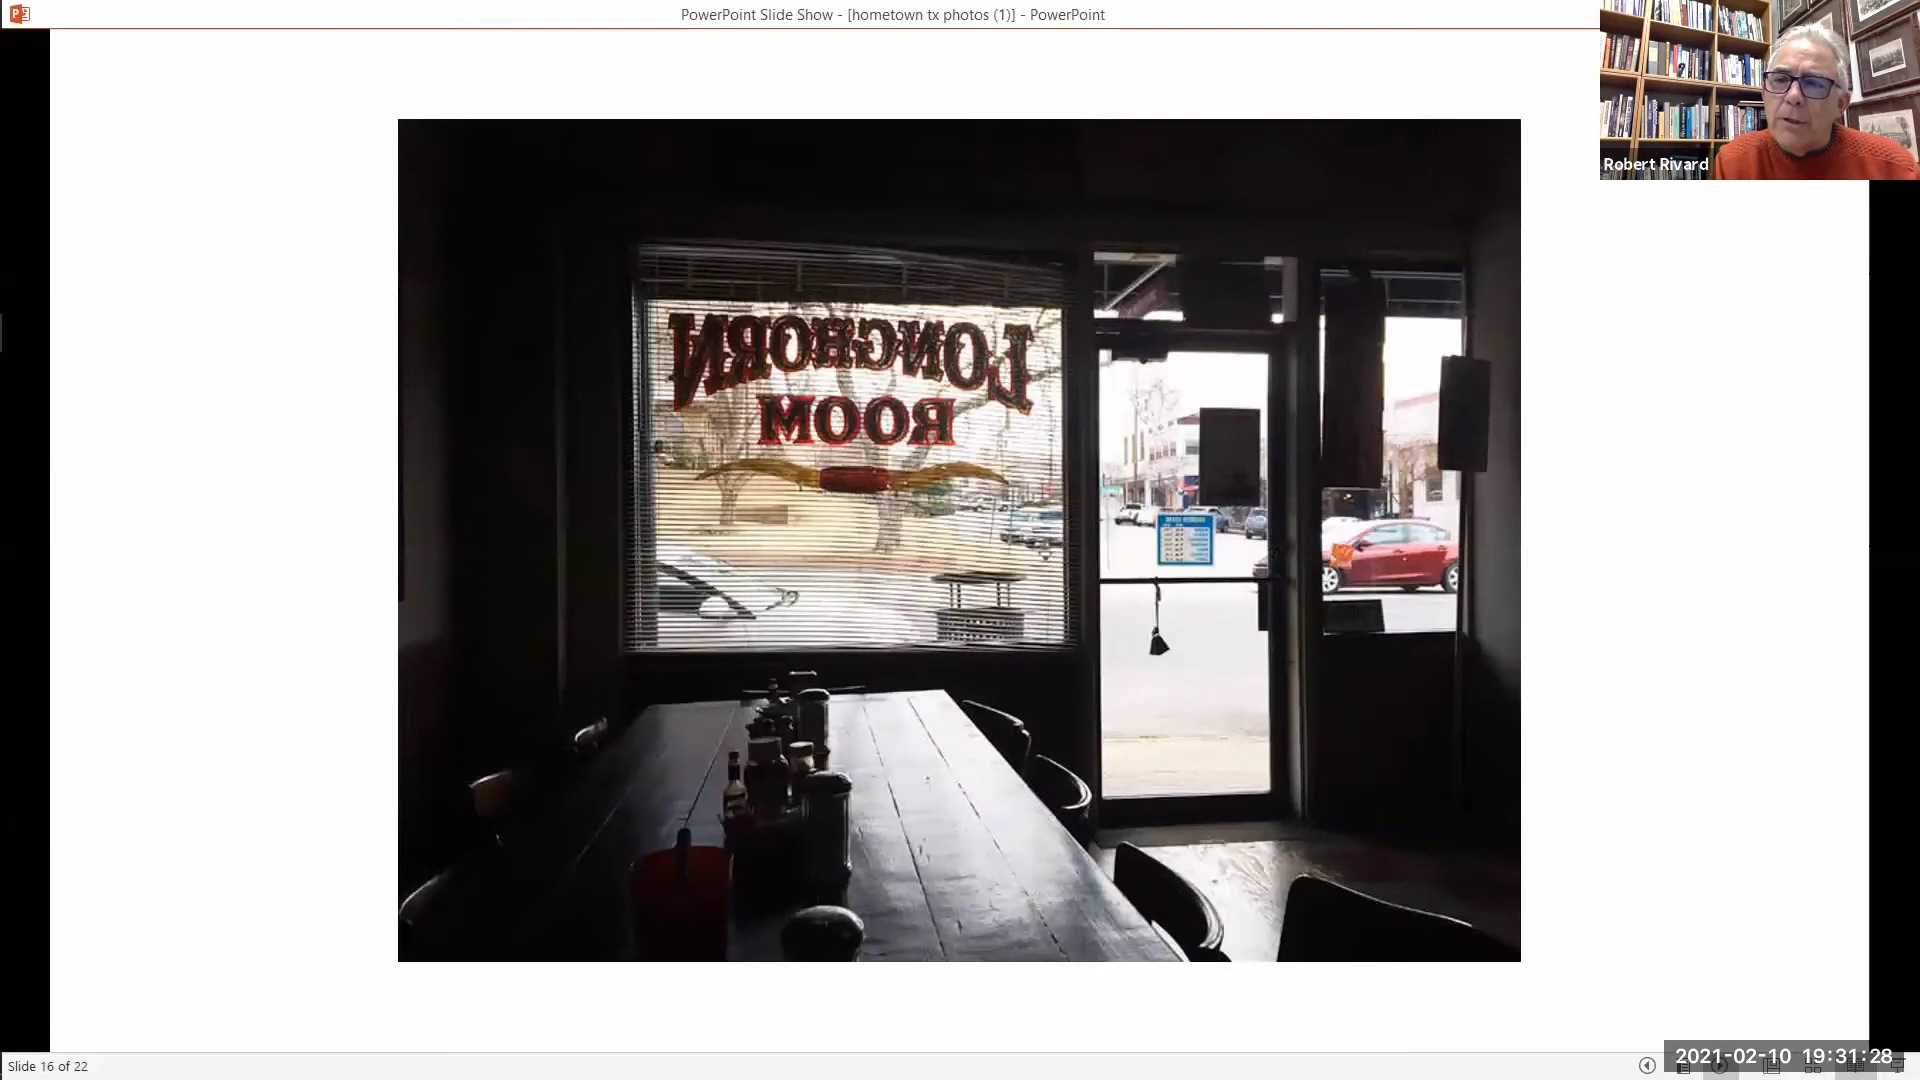 PowerPoint Slide Show - [hometown tx photos (1)] - PowerPoint
Robert Rivard
LONGHORN
ROOM
Slide 16 of 22
2021-02-10 19:31:28